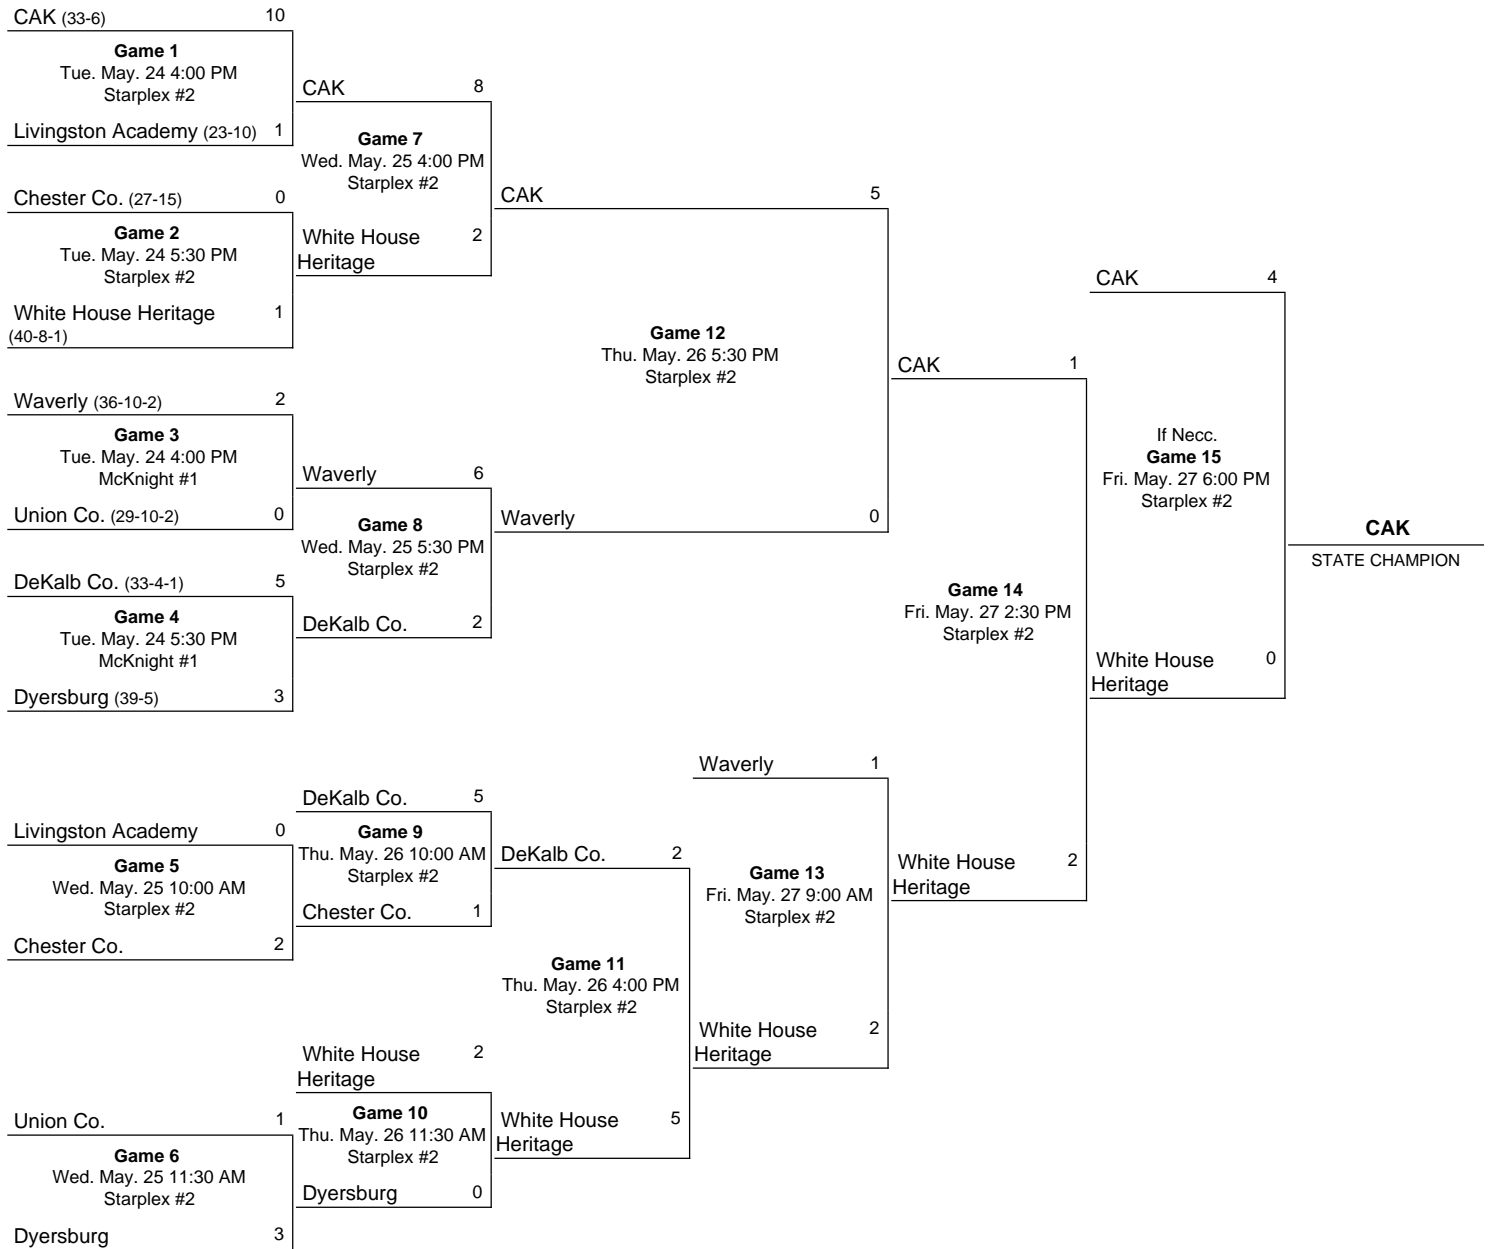 CAK (33-6) 10
Game 1
Tue. May. 24 4:00 PM
Starplex #2
Livingston Academy (23-10) 1
Chester Co. (27-15) 0
Game 2
Tue. May. 24 5:30 PM
Starplex #2
White House Heritage 1
(40-8-1)
Waverly (36-10-2) 2
Game 3
Tue. May. 24 4:00 PM
McKnight #1
Union Co. (29-10-2) 0
DeKalb Co. (33-4-1) 5
Game 4
Tue. May. 24 5:30 PM
McKnight #1
Dyersburg (39-5) 3
CAK 8
Game 7
Wed. May. 25 4:00 PM
Starplex #2
White House 2
Heritage
Waverly 6
Game 8
Wed. May. 25 5:30 PM
Starplex #2
DeKalb Co. 2
CAK 5
Game 12
Thu. May. 26 5:30 PM
Starplex #2
Waverly 0
CAK 1
Game 14
Fri. May. 27 2:30 PM
Starplex #2
White House 2
Heritage
CAK 4
If Necc.
Game 15
Fri. May. 27 6:00 PM
Starplex #2
White House 0
Heritage
CAK
STATE CHAMPION
Livingston Academy 0
Game 5
Wed. May. 25 10:00 AM
Starplex #2
Chester Co. 2
Union Co. 1
Game 6
Wed. May. 25 11:30 AM
Starplex #2
Dyersburg 3
DeKalb Co. 5
Game 9
Thu. May. 26 10:00 AM
Starplex #2
Chester Co. 1
White House 2
Heritage
Game 10
Thu. May. 26 11:30 AM
Starplex #2
Dyersburg 0
DeKalb Co. 2
Game 11
Thu. May. 26 4:00 PM
Starplex #2
White House 5
Heritage
Waverly 1
Game 13
Fri. May. 27 9:00 AM
Starplex #2
White House 2
Heritage